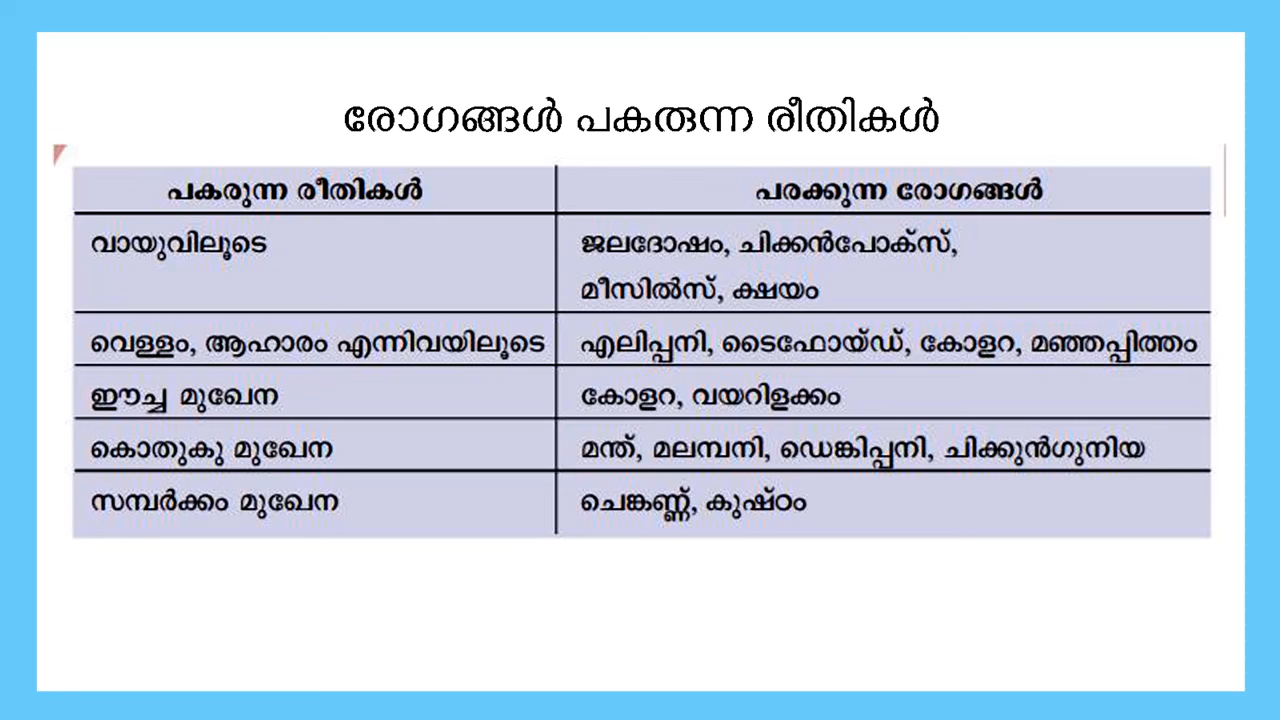 രോഗങ്ങൾ പകരുന്ന രീതികൾ
പകരുന്ന രീതികൾ പരക്കുന്ന രോഗങ്ങൾ
വായുവിലൂടെ ജലദോഷം, ചിക്കൻപോക്സ്,
മീസിൽസ്, ക്ഷയം
വെള്ളം, ആഹാരം എന്നിവയിലൂടെ എലിപ്പനി, ടൈഫോയ്ഡ്, കോളറ, മഞ്ഞപ്പിത്തം
ഈച്ച മുഖേന കോളറ, വയറിളക്കം
കൊതുകു മുഖേന മന്ത്, മലമ്പനി, ഡെങ്കിപ്പനി, ചിക്കുൻഗുനിയ
സമ്പർക്കം മുഖേന ചെങ്കണ്ണ്, കുഷ്ഠം